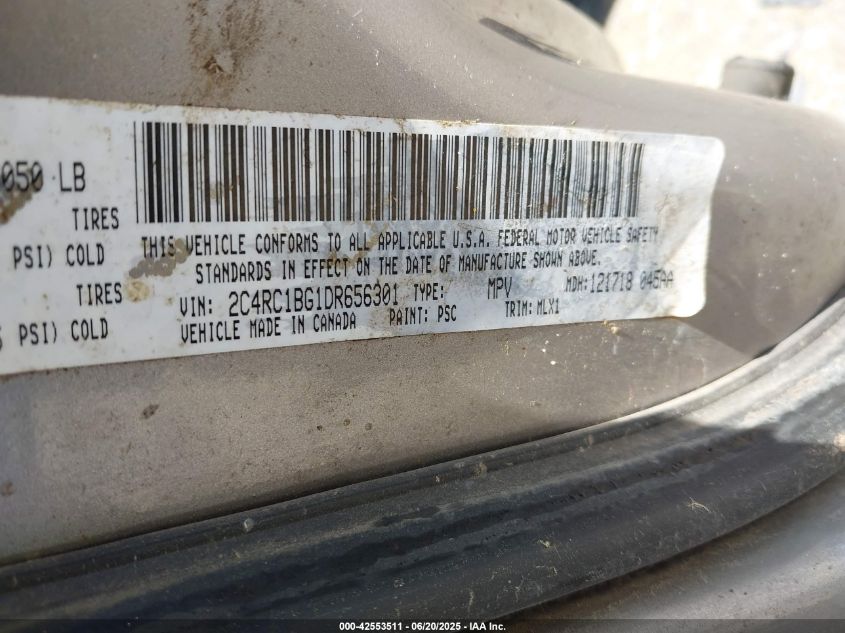 050 LB
TIRES
PSI) COLD
THIS VEHICLE CONFORMS TO ALL APPLICABLE U.S.A. FEDERAL MOTOR VEHICLE SAFETY
STANDARDS IN EFFECT ON THE DATE OF MANUFACTURE SHOWN ABOVE.
TIRES
VIN: 2C4RC1BG1DR656301 TYPE: MPV MDH: 121718 045AA
PSI) COLD
VEHICLE MADE IN CANADA PAINT: PSC TRIM: MLX1
000-42553511 - 06/20/2025 - IAA Inc.